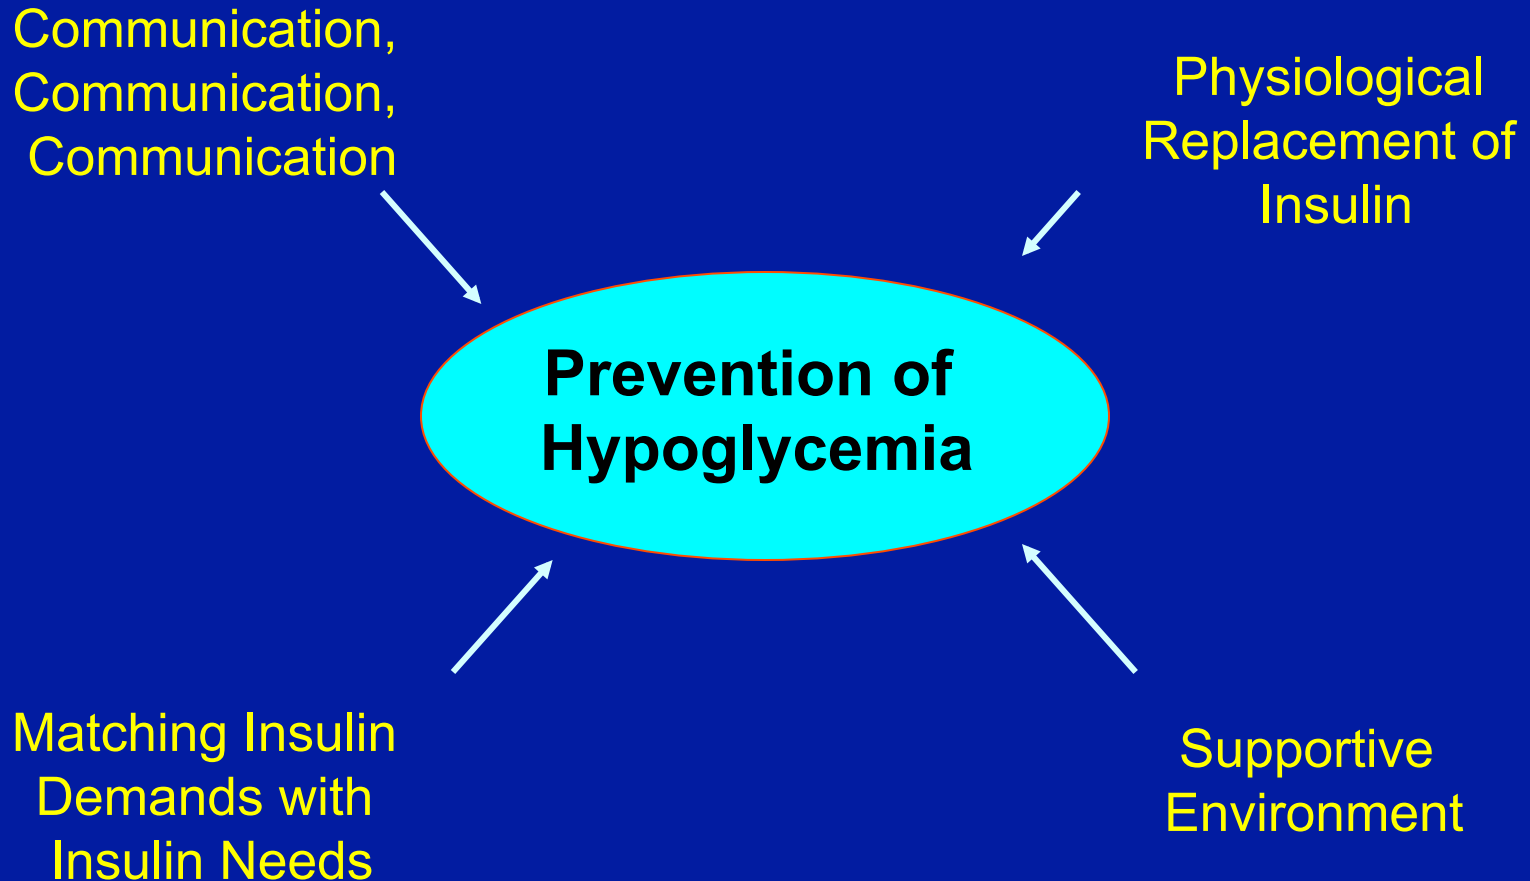 Communication,
Communication,
Communication
Physiological
Replacement of
Insulin
Prevention of
Hypoglycemia
Matching Insulin
Demands with
Insulin Needs
Supportive
Environment